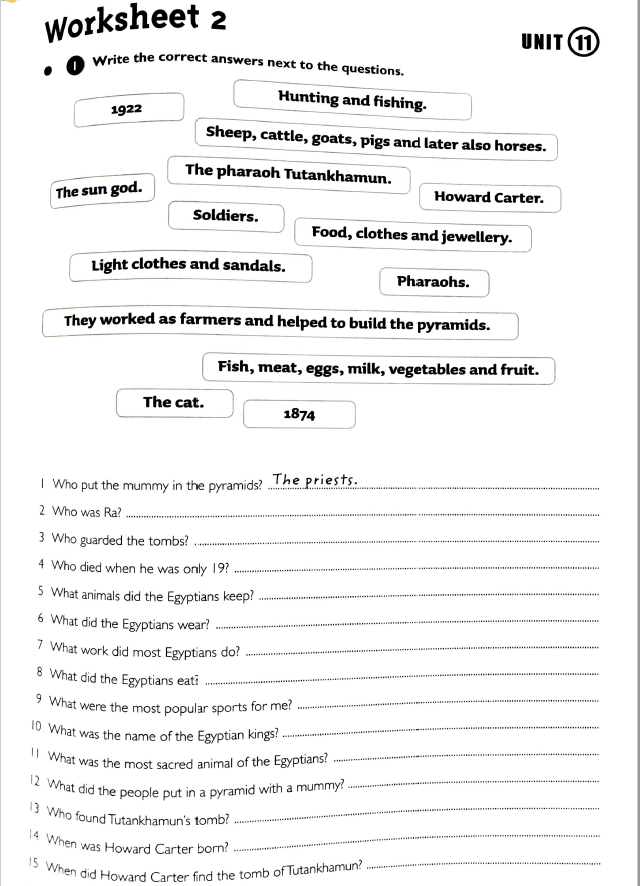 Worksheet 2
UNIT 11
1 Write the correct answers next to the questions.
1922
Hunting and fishing.
Sheep, cattle, goats, pigs and later also horses.
The sun god.
The pharaoh Tutankhamun.
Howard Carter.
Soldiers.
Food, clothes and jewellery.
Light clothes and sandals.
Pharaohs.
They worked as farmers and helped to build the pyramids.
Fish, meat, eggs, milk, vegetables and fruit.
The cat.
1874
1 Who put the mummy in the pyramids? The priests.
2 Who was Ra?
3 Who guarded the tombs?
4 Who died when he was only 19?
5 What animals did the Egyptians keep?
6 What did the Egyptians wear?
7 What work did most Egyptians do?
8 What did the Egyptians eat?
9 What were the most popular sports for me?
10 What was the name of the Egyptian kings?
11 What was the most sacred animal of the Egyptians?
12 What did the people put in a pyramid with a mummy?
13 Who found Tutankhamun's tomb?
14 When was Howard Carter born?
15 When did Howard Carter find the tomb of Tutankhamun?